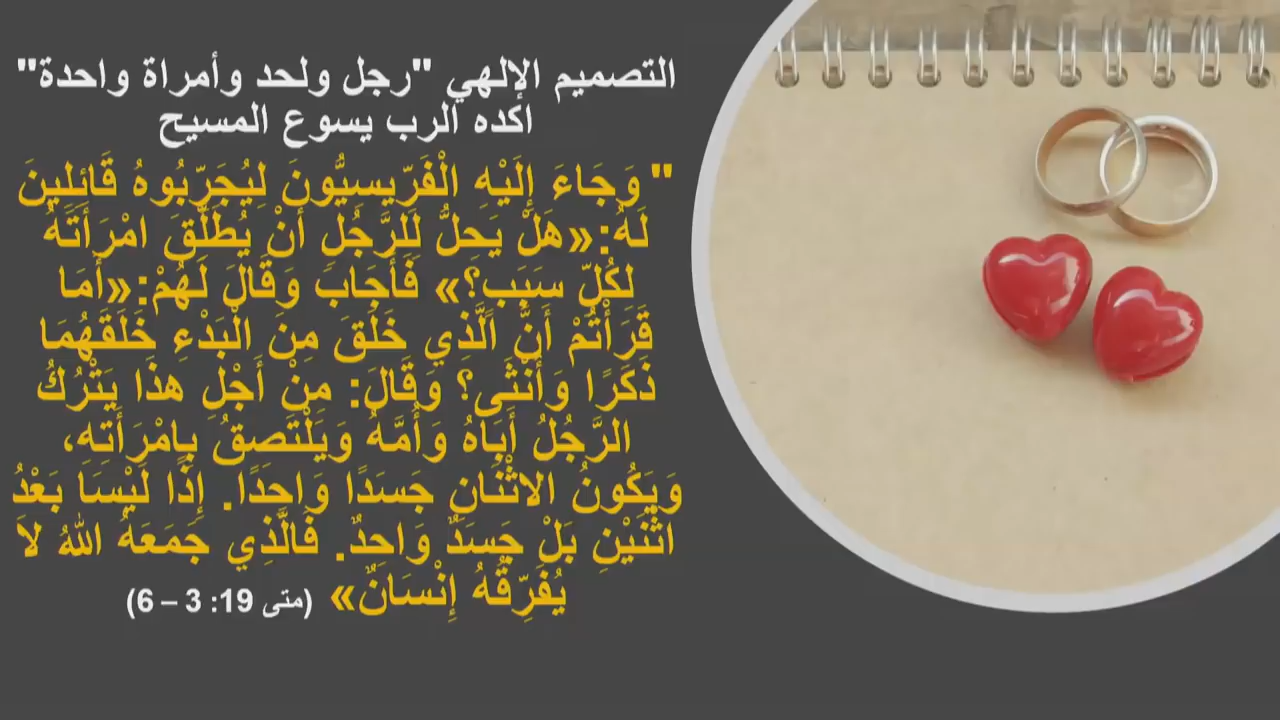 التصميم الإلهي "رجل ولحد وأمراة واحدة"
اكده الرب يسوع المسيح
" وَجَاءَ إِلَيْهِ الْفَرِّيسِيُّونَ لِيُجَرِّبُوهُ قَائِلِينَ
لَهُ:«هَلْ يَحِلُّ لِلرَّجُلِ أَنْ يُطَلِّقَ امْرَأَتَهُ
لِكُلِّ سَبَبٍ؟» فَأَجَابَ وَقَالَ لَهُمْ:«أَمَا
قَرَأْتُمْ أَنَّ الَّذِي خَلَقَ مِنَ الْبَدْءِ خَلَقَهُمَا
ذَكَرًا وَأُنْثَى؟ وَقَالَ: مِنْ أَجْلِ هذَا يَتْرُكُ
الرَّجُلُ أَبَاهُ وَأُمَّهُ وَيَلْتَصِقُ بِامْرَأَتِهِ،
وَيَكُونُ الاثْنَانِ جَسَدًا وَاحِدًا. إِذًا لَيْسَا بَعْدُ
اثْنَيْنِ بَلْ جَسَدٌ وَاحِدٌ. فَالَّذِي جَمَعَهُ اللهُ لاَ
يُفَرِّقُهُ إِنْسَانٌ» (متى 19: 3 – 6)